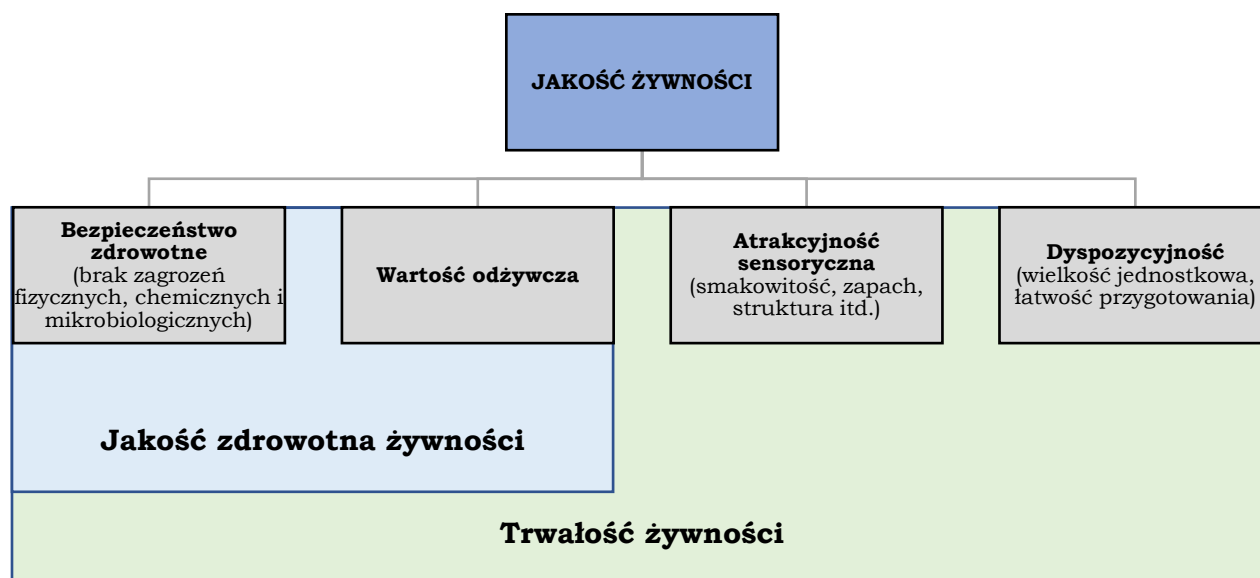 JAKOŚĆ ŻYWNOŚCI
Bezpieczeństwo
zdrowotne
(brak zagrozeń
fizycznych, chemicznych i
mikrobiologicznych)
Wartość odżywcza
Atrakcyjność
sensoryczna
(smakowitość, zapach,
struktura itd.)
Dyspozycyjność
(wielkość jednostkowa,
łatwość przygotowania)
Jakość zdrowotna żywności
Trwałość żywności